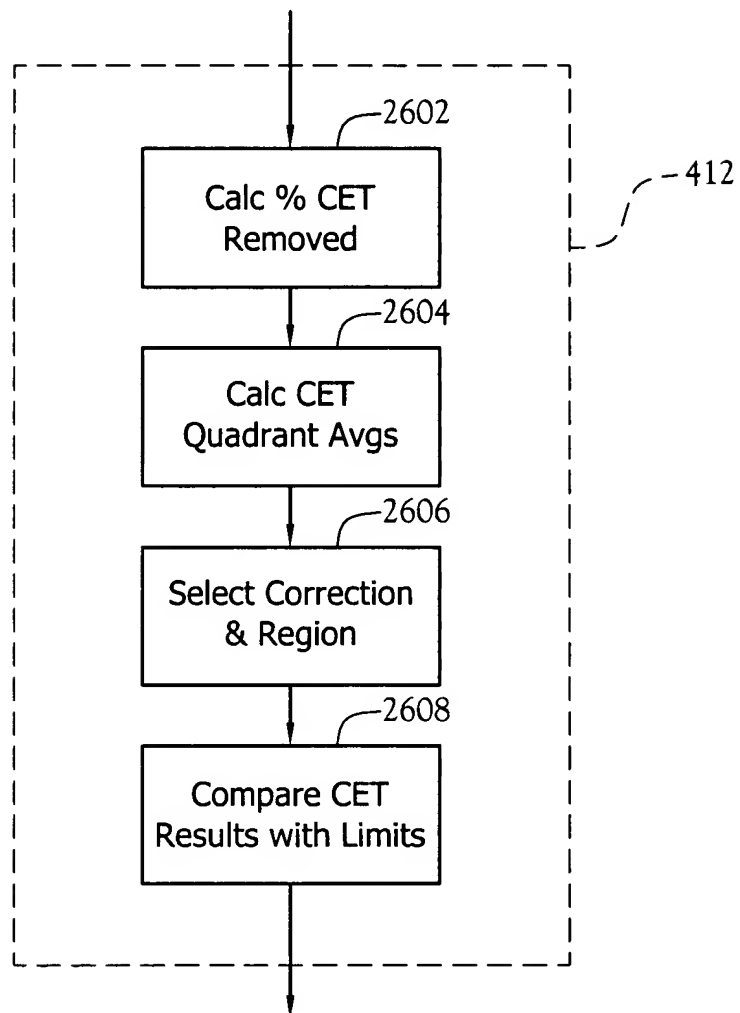 2602
Calc % CET
Removed
412
2604
Calc CET
Quadrant Avgs
2606
Select Correction
& Region
2608
Compare CET
Results with Limits